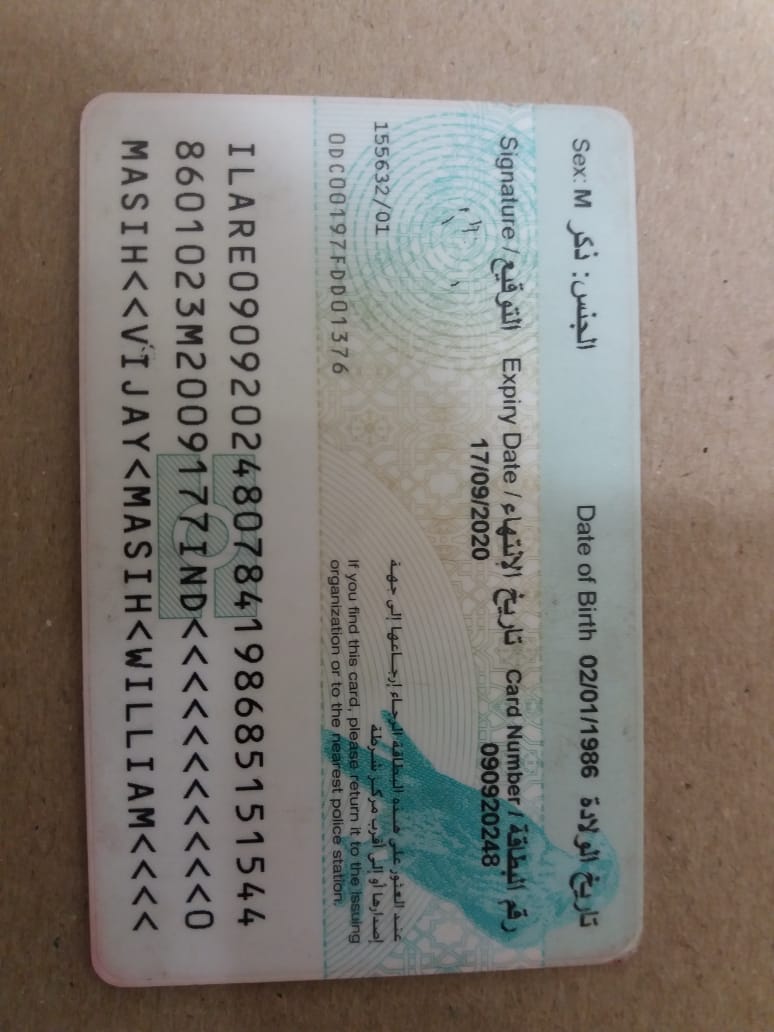 Sex: M الجنس: ذكر Date of Birth 02/01/1986 تاريخ الولادة
Signature / التوقيع Expiry Date / تاريخ الإنتهاء Card Number / رقم البطاقة
17/09/2020 090920248
155632/01
ODC00197FDD01376
عند العثور على هذه البطاقة الرجاء إرجاعها إلى جهة
إصدارها أو إلى أقرب مركز شرطة
If you find this card, please return it to the issuing
organization or to the nearest police station.
ILARE0909202480784198685151544
8601023M2009177IND<<<<<<<<<<<0
MASIH<<VIJAY<MASIH<WILLIAM<<<<